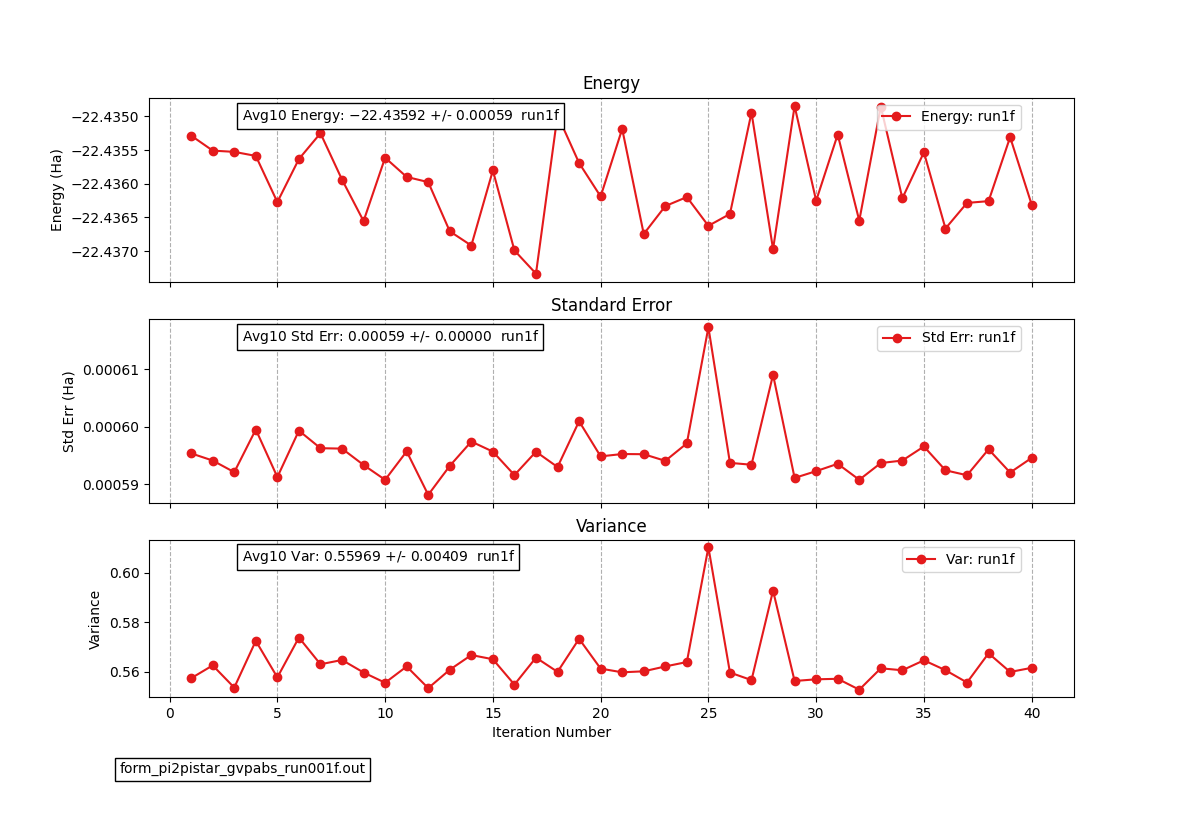 Energy
Avg10 Energy: −22.43592 +/- 0.00059 run1f
Energy: run1f
−22.4350
−22.4355
−22.4360
−22.4365
−22.4370
Energy (Ha)
Standard Error
Avg10 Std Err: 0.00059 +/- 0.00000 run1f
Std Err: run1f
0.00061
0.00060
0.00059
Std Err (Ha)
Variance
Avg10 Var: 0.55969 +/- 0.00409 run1f
Var: run1f
0.60
0.58
0.56
Variance
0 5 10 15 20 25 30 35 40
Iteration Number
form_pi2pistar_gvpabs_run001f.out